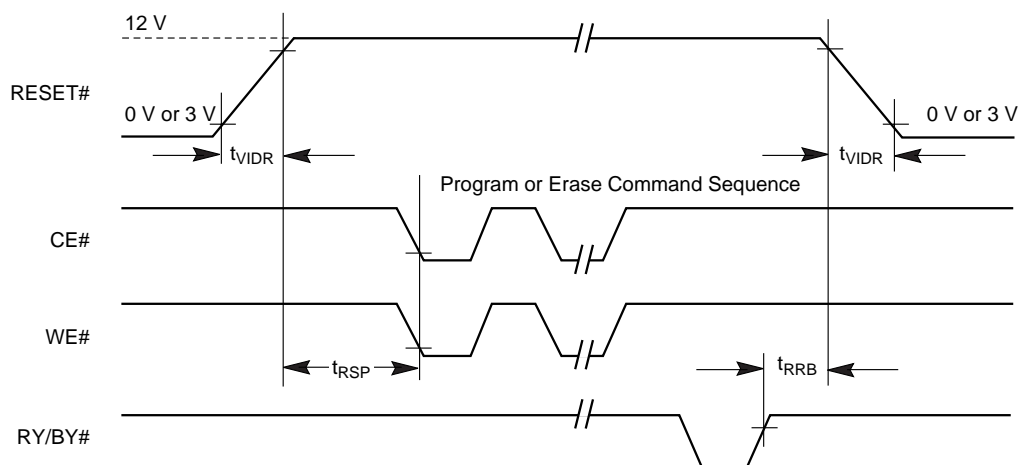 12 V
RESET#
0 V or 3 V
0 V or 3 V
tVIDR
tVIDR
Program or Erase Command Sequence
CE#
WE#
tRSP
tRRB
RY/BY#